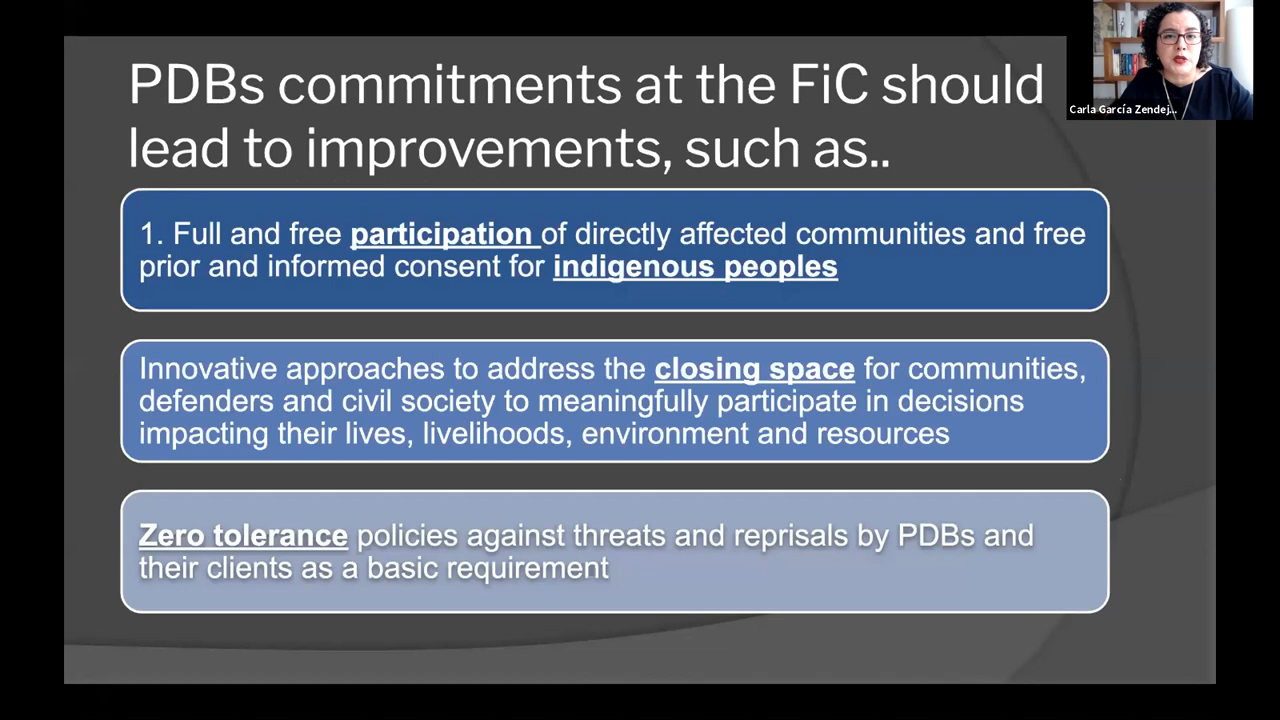 PDBs commitments at the FiC should
lead to improvements, such as..
Carla García Zendej...
1. Full and free participation of directly affected communities and free
prior and informed consent for indigenous peoples
Innovative approaches to address the closing space for communities,
defenders and civil society to meaningfully participate in decisions
impacting their lives, livelihoods, environment and resources
Zero tolerance policies against threats and reprisals by PDBs and
their clients as a basic requirement